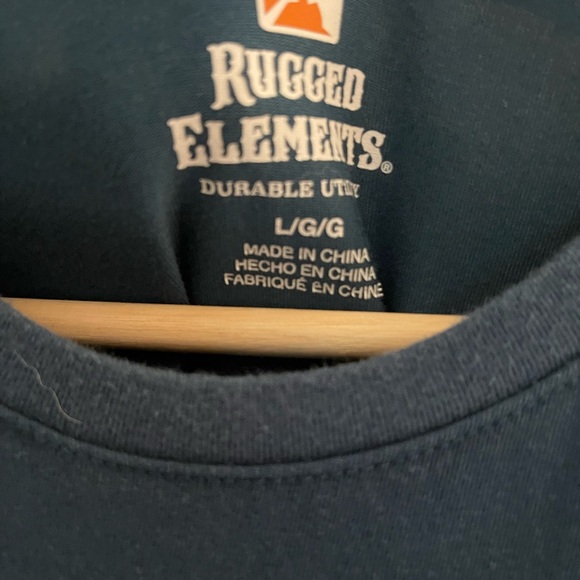 RUGGED
ELEMENTS®
DURABLE UTILITY
L/G/G
MADE IN CHINA
HECHO EN CHINA
FABRIQUÉ EN CHINE